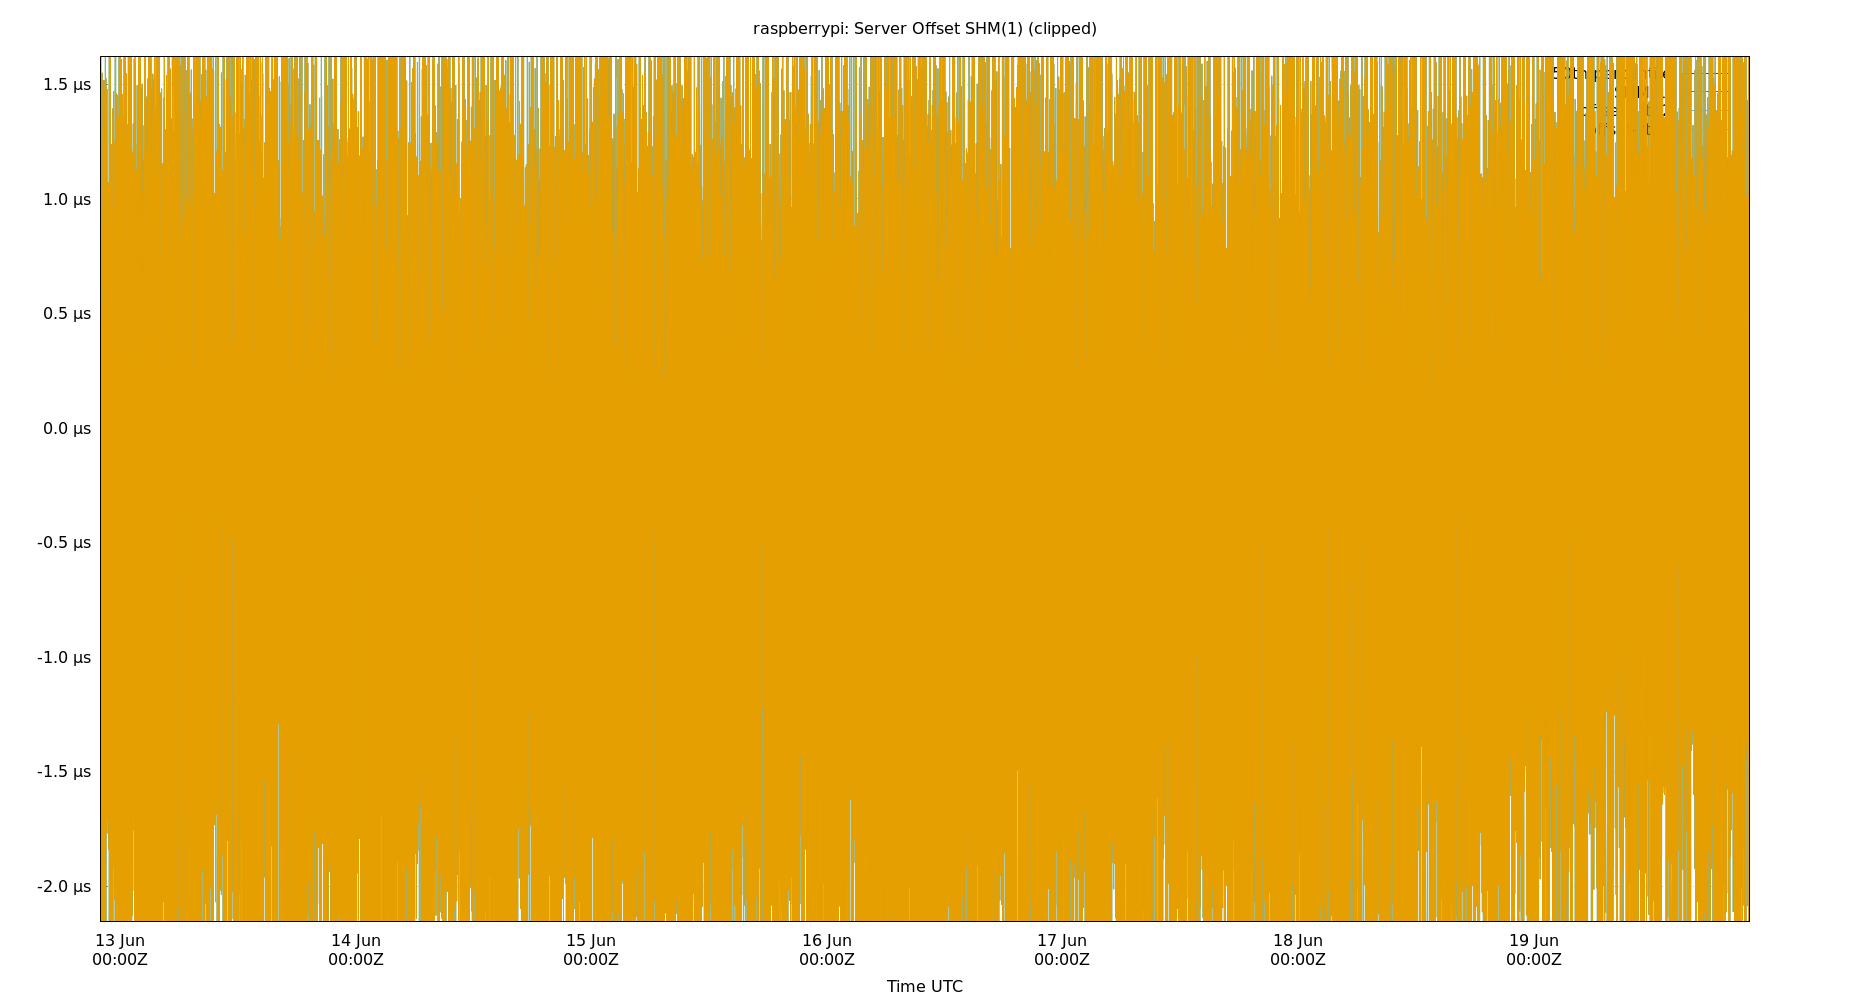 raspberrypi: Server Offset SHM(1) (clipped)
1.5 µs
1.0 µs
0.5 µs
0.0 µs
-0.5 µs
-1.0 µs
-1.5 µs
-2.0 µs
13 Jun
00:00Z
14 Jun
00:00Z
15 Jun
00:00Z
16 Jun
00:00Z
17 Jun
00:00Z
18 Jun
00:00Z
19 Jun
00:00Z
Time UTC